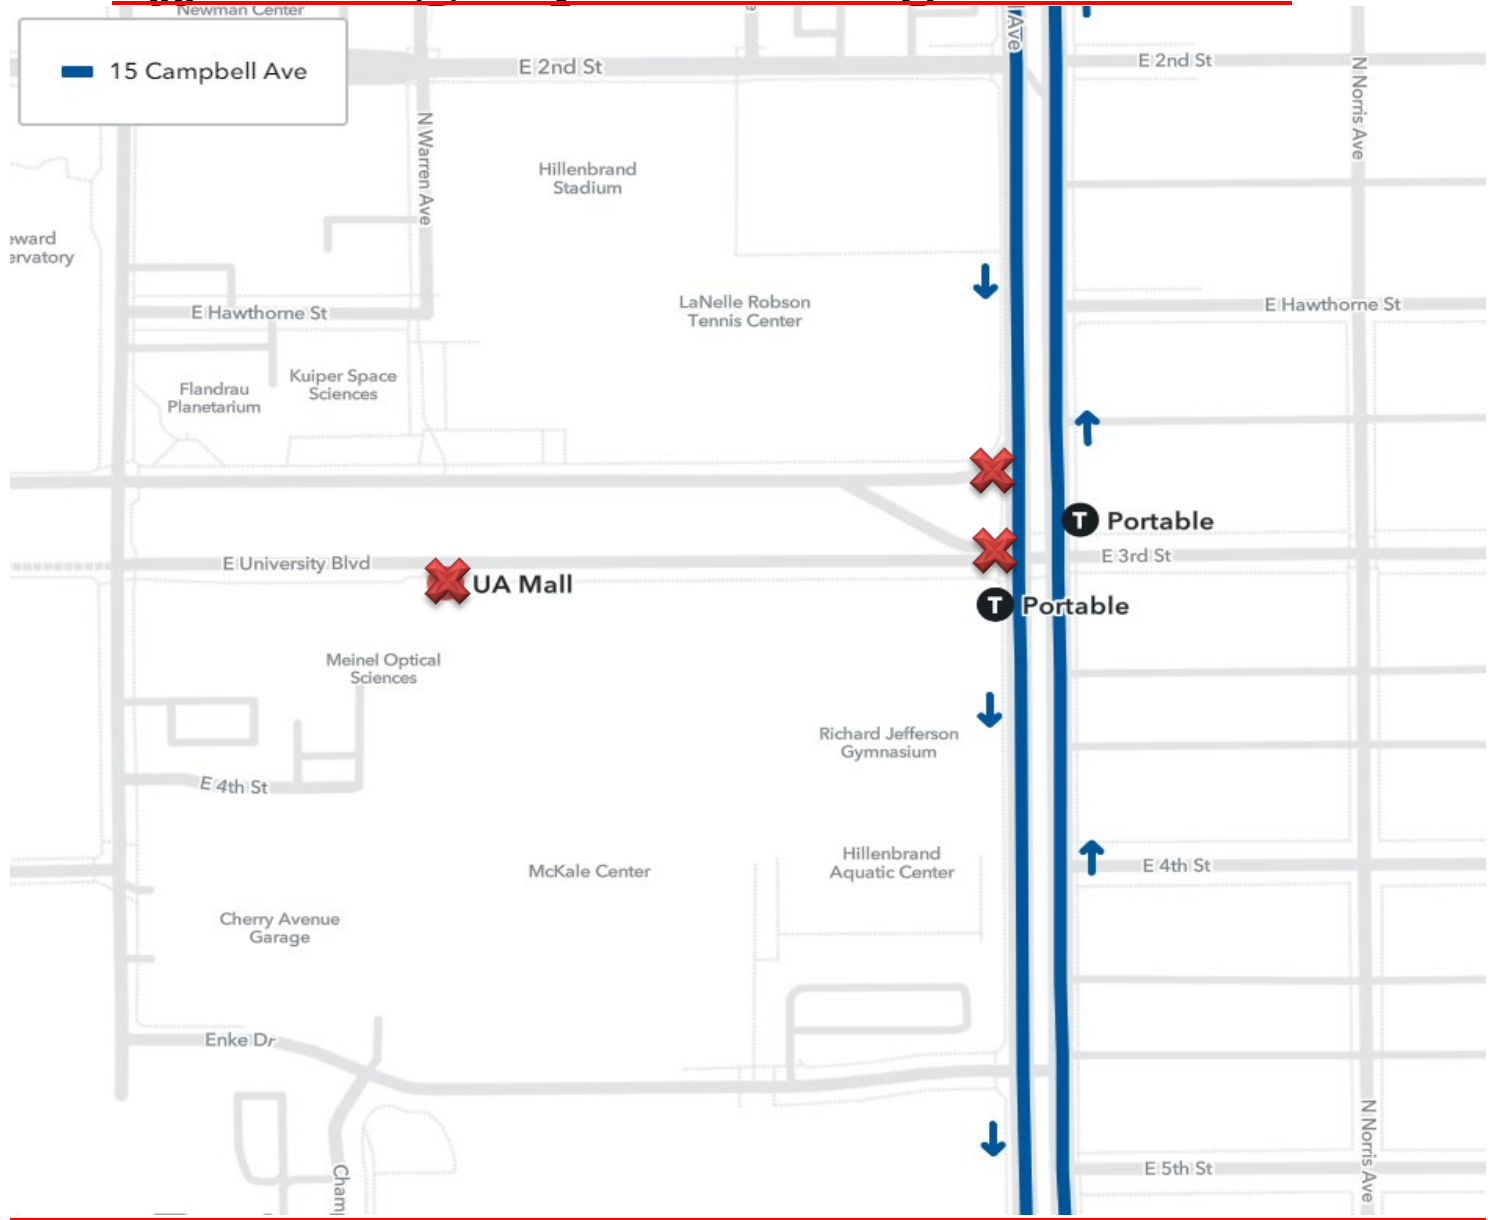 Newman Center
15 Campbell Ave
E 2nd St
Ave
E 2nd St
N Norris Ave
N Warren Ave
Hillenbrand
Stadium
E Hawthorne St
LaNelle Robson
Tennis Center
E Hawthorne St
Flandrau
Planetarium
Kuiper Space
Sciences
T Portable
E University Blvd
E 3rd St
UA Mall
T Portable
Meinel Optical
Sciences
Richard Jefferson
Gymnasium
E 4th St
McKale Center
Hillenbrand
Aquatic Center
E 4th St
Cherry Avenue
Garage
Enke Dr
N Norris Ave
E 5th St
Champ